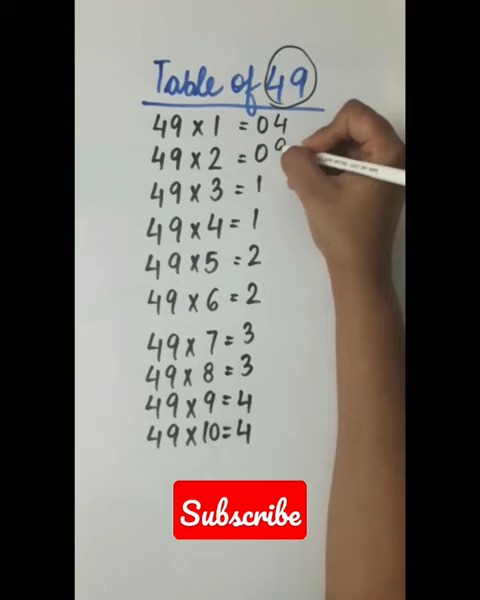 Table of 49
49 x 1 = 04
49 x 2 = 09
49 x 3 = 1
49 x 4 = 1
49 x 5 = 2
49 x 6 = 2
49 x 7 = 3
49 x 8 = 3
49 x 9 = 4
49 x 10 = 4
Subscribe